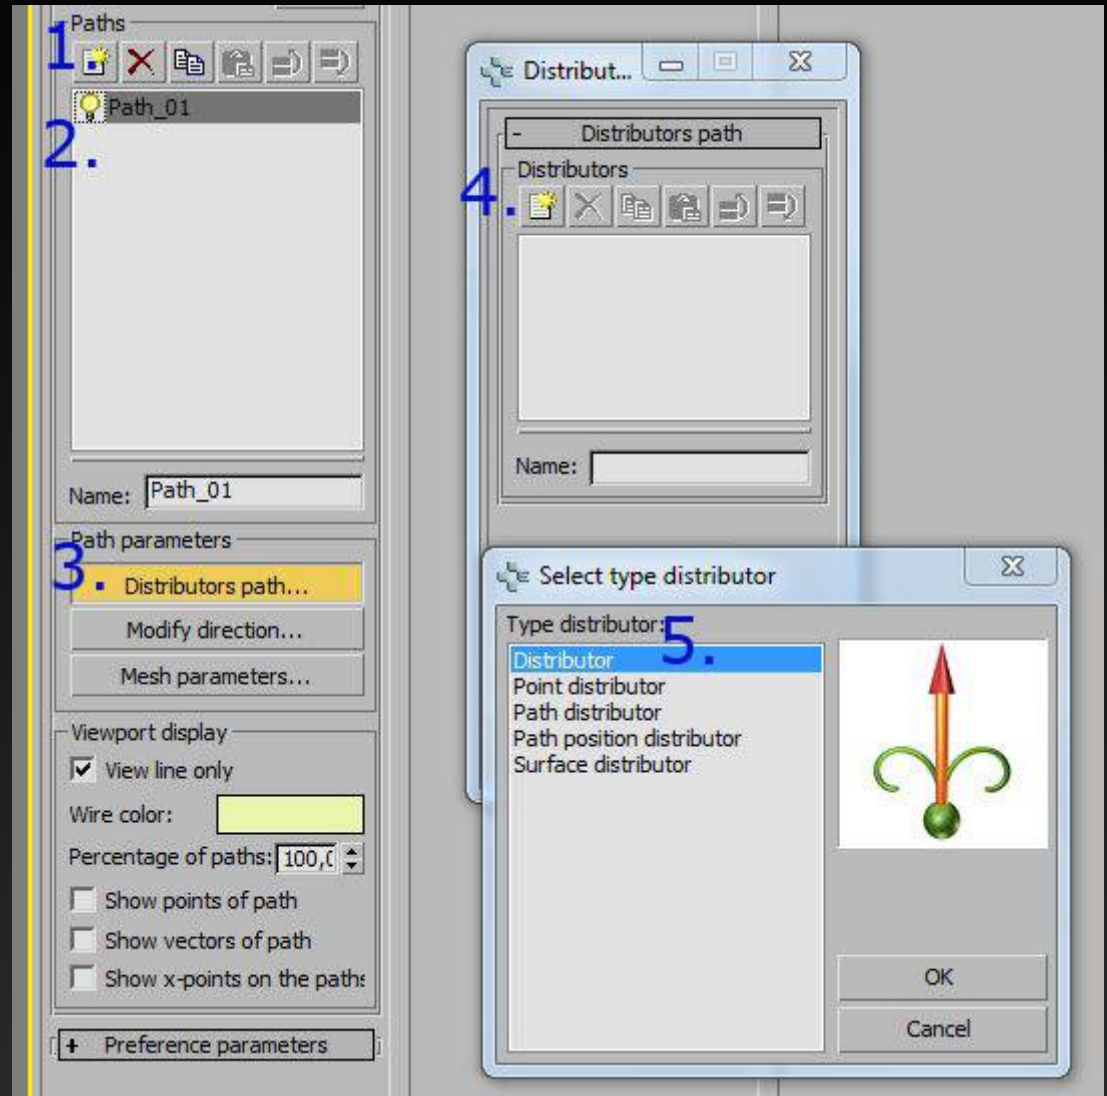 Paths
1
Path_01
2.
Name: Path_01
Path parameters
3.
Distributors path...
Modify direction...
Mesh parameters...
Viewport display
View line only
Wire color:
Percentage of paths: 100,0
Show points of path
Show vectors of path
Show x-points on the paths
+ Preference parameters
Distribut...
- Distributors path
Distributors
4.
Name:
Select type distributor
Type distributor:
5.
Distributor
Point distributor
Path distributor
Path position distributor
Surface distributor
OK
Cancel